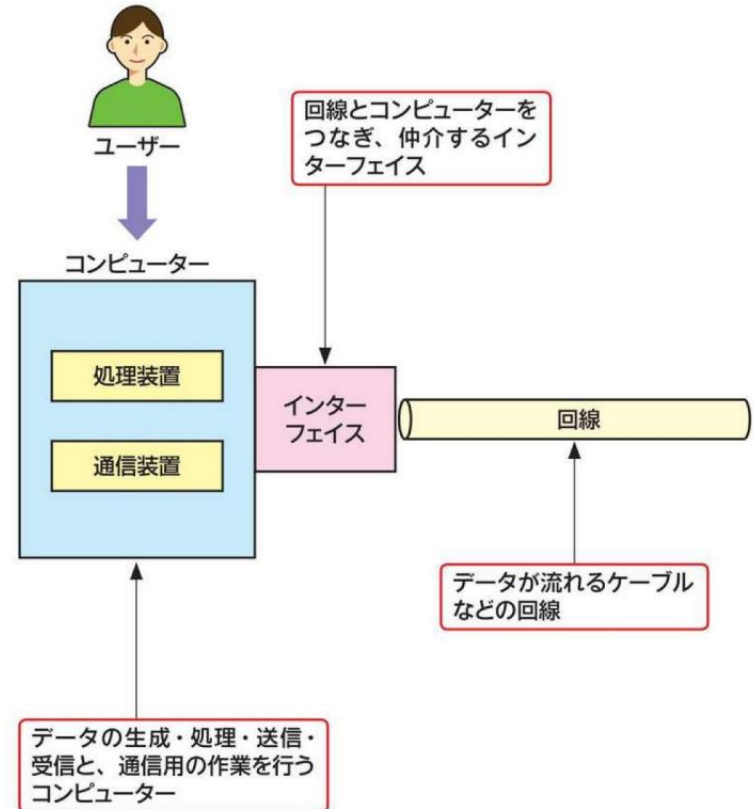 ユーザー
回線とコンピューターを
つなぎ、仲介するイン
ターフェイス
コンピューター
処理装置
通信装置
インター
フェイス
回線
データが流れるケーブル
などの回線
データの生成・処理・送信・
受信と、通信用の作業を行う
コンピューター